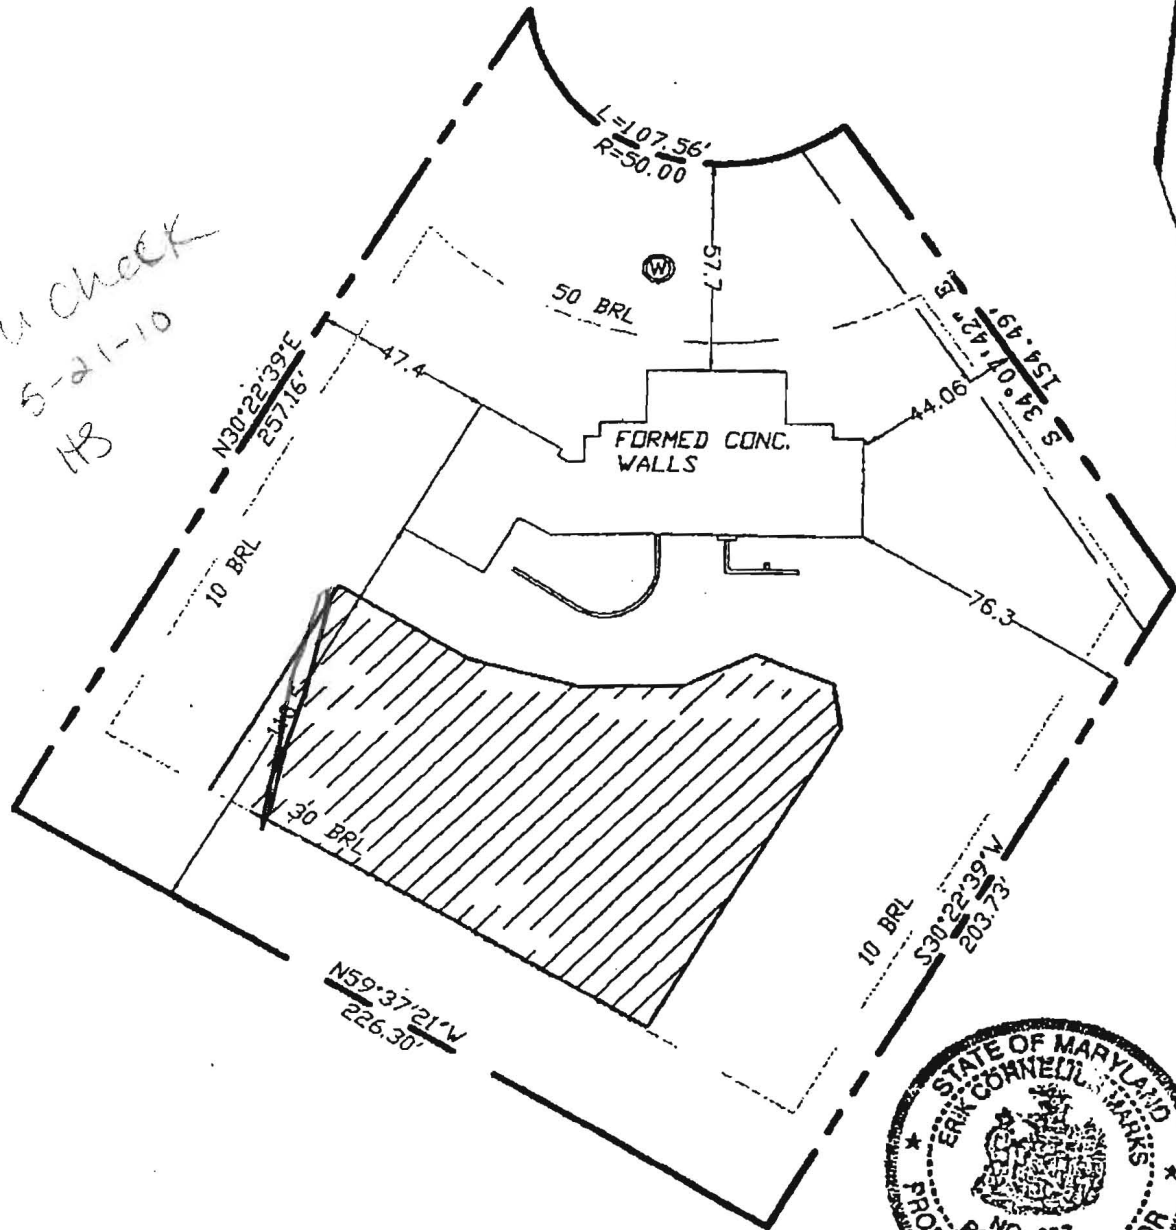 L=107.56'
R=50.00
W
57.7
50 BRL
Check
5-21-10
HS
N30°22'39"E
257.16'
47.4
S 34°07'42" E
154.49'
44.06
FORMED CONC.
WALLS
10 BRL
76.3
30 BRL
10 BRL
S30°22'39"W
203.73'
N59°37'21"W
226.30'
STATE OF MARYLAND
ERIK CORNELIUS MARKS
NO.